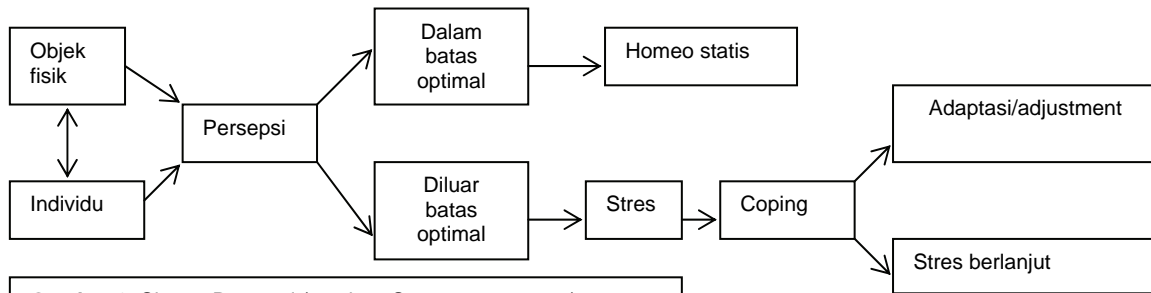 Objek
fisik
Individu
Persepsi
Dalam
batas
optimal
Homeo statis
Diluar
batas
optimal
Stres
Coping
Adaptasi/adjustment
Stres berlanjut